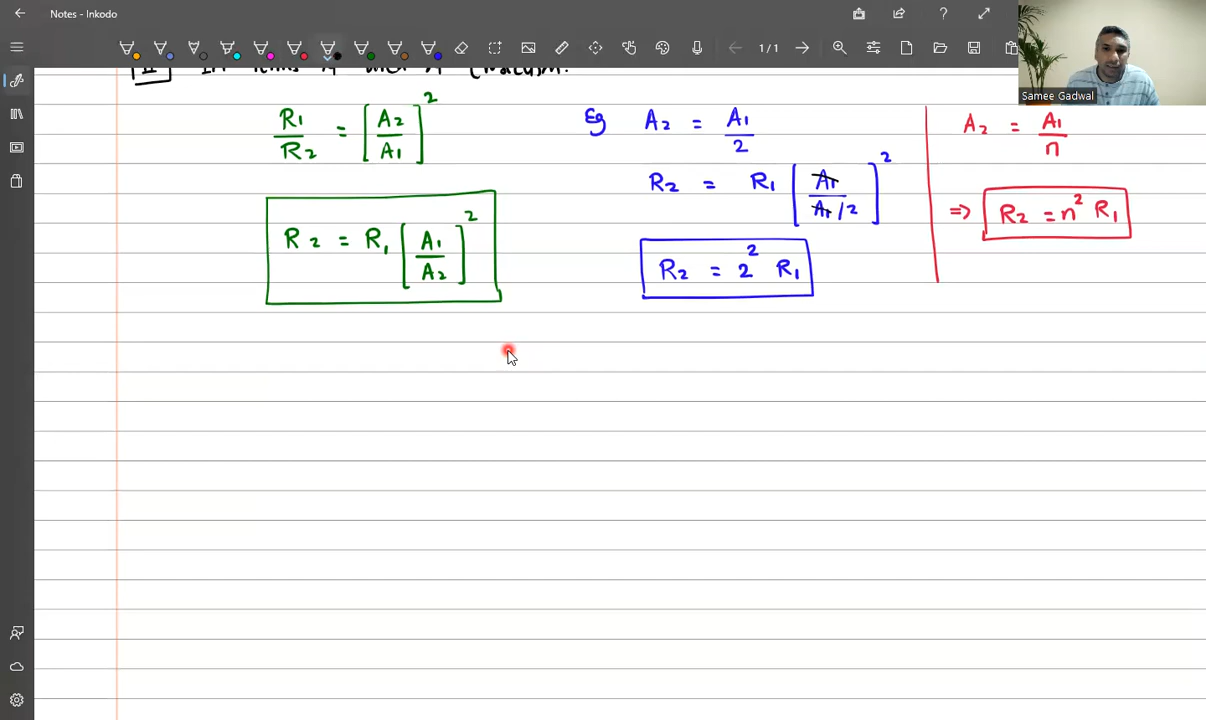 Notes - Inkodo
1 / 1
Samee Gadwal
R1/R2 = [A2/A1]^2
R2 = R1 [A1/A2]^2
Eg A2 = A1/2
R2 = R1 [A1/A1/2]^2
R2 = 2^2 R1
A2 = A1/n
=> R2 = n^2 R1